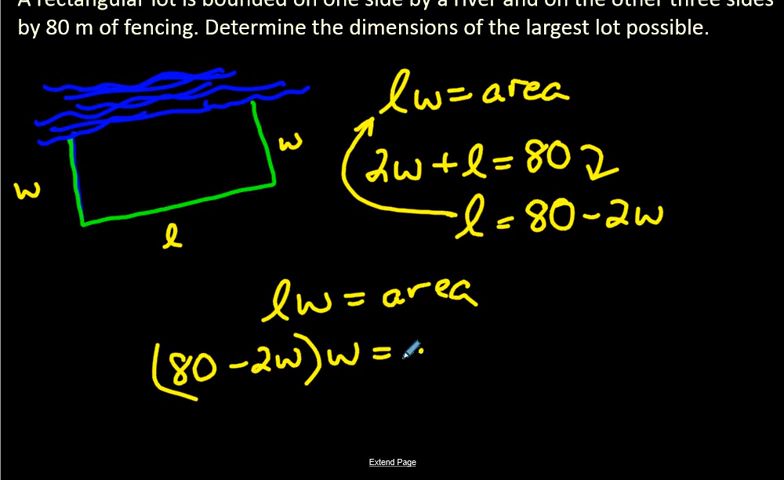 A rectangular lot is bounded on one side by a river and on the other three sides
by 80 m of fencing. Determine the dimensions of the largest lot possible.
lw = area
2w + l = 80
l = 80 - 2w
w
w
l
lw = area
(80 - 2w)w =
Extend Page